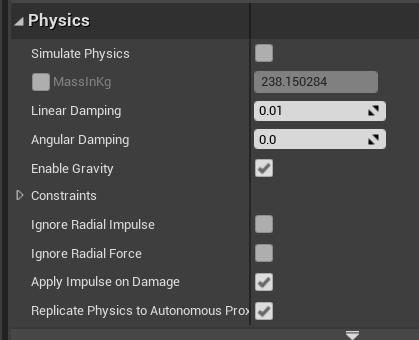 Physics
Simulate Physics
MassInKg 238.150284
Linear Damping 0.01
Angular Damping 0.0
Enable Gravity
Constraints
Ignore Radial Impulse
Ignore Radial Force
Apply Impulse on Damage
Replicate Physics to Autonomous Prox